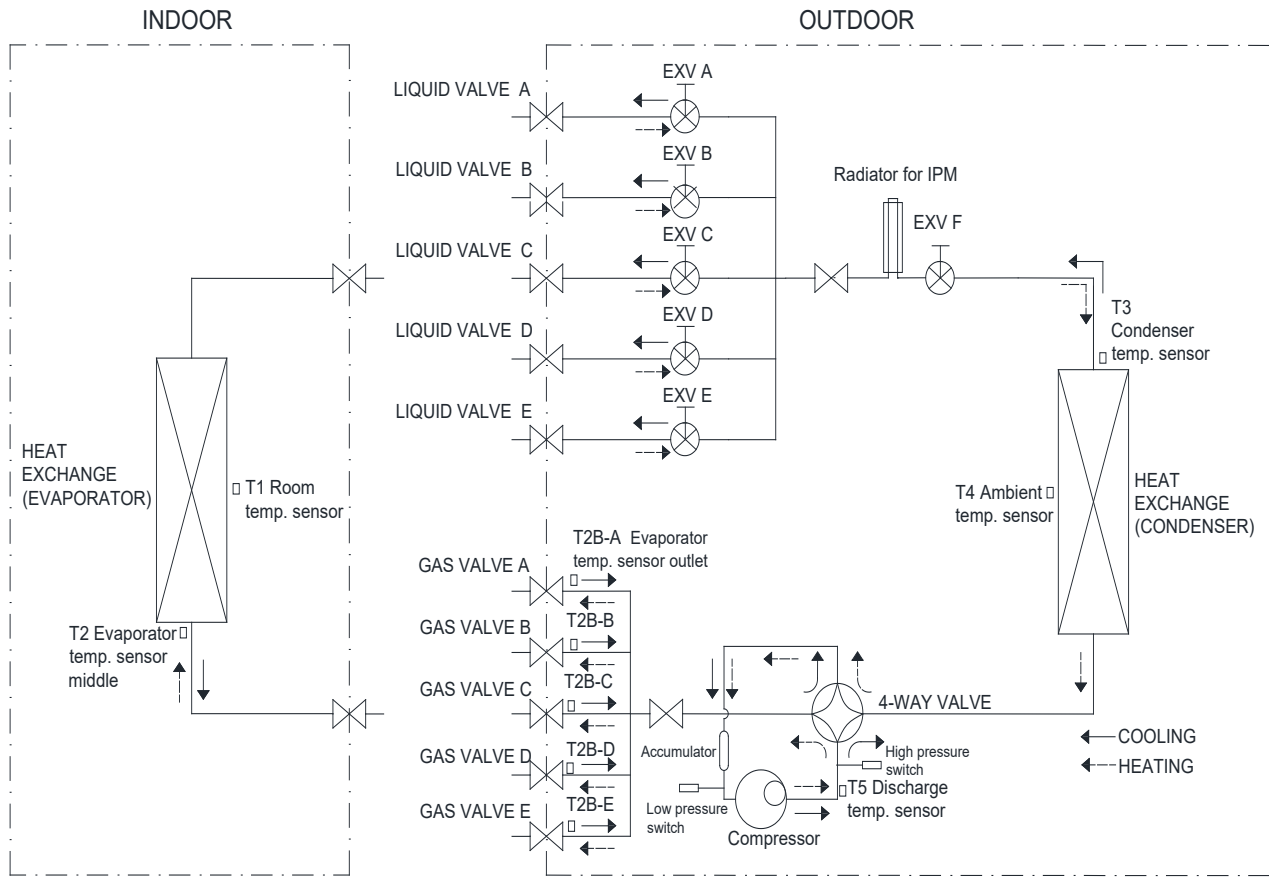 INDOOR
OUTDOOR
LIQUID VALVE A
EXV A
LIQUID VALVE B
EXV B
LIQUID VALVE C
EXV C
LIQUID VALVE D
EXV D
LIQUID VALVE E
EXV E
Radiator for IPM
EXV F
T3
Condenser
temp. sensor
HEAT
EXCHANGE
(EVAPORATOR)
T1 Room
temp. sensor
T4 Ambient
temp. sensor
HEAT
EXCHANGE
(CONDENSER)
T2 Evaporator
temp. sensor
middle
T2B-A Evaporator
temp. sensor outlet
GAS VALVE A
GAS VALVE B
T2B-B
GAS VALVE C
T2B-C
GAS VALVE D
T2B-D
GAS VALVE E
T2B-E
4-WAY VALVE
Accumulator
High pressure
switch
Low pressure
switch
T5 Discharge
temp. sensor
Compressor
COOLING
HEATING